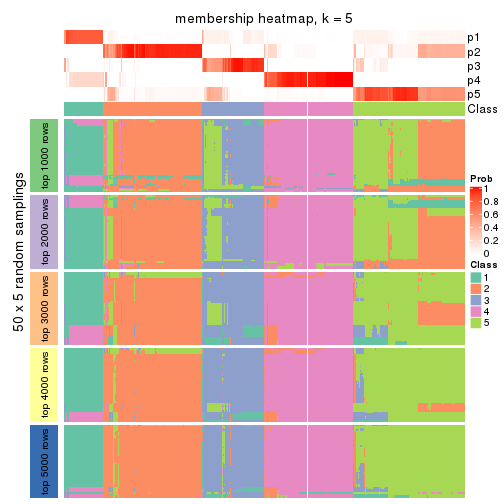 membership heatmap, k = 5
p1
p2
p3
p4
p5
Class
50 x 5 random samplings
top 1000 rows
top 2000 rows
top 3000 rows
top 4000 rows
top 5000 rows
Prob
1
0.8
0.6
0.4
0.2
0
Class
1
2
3
4
5